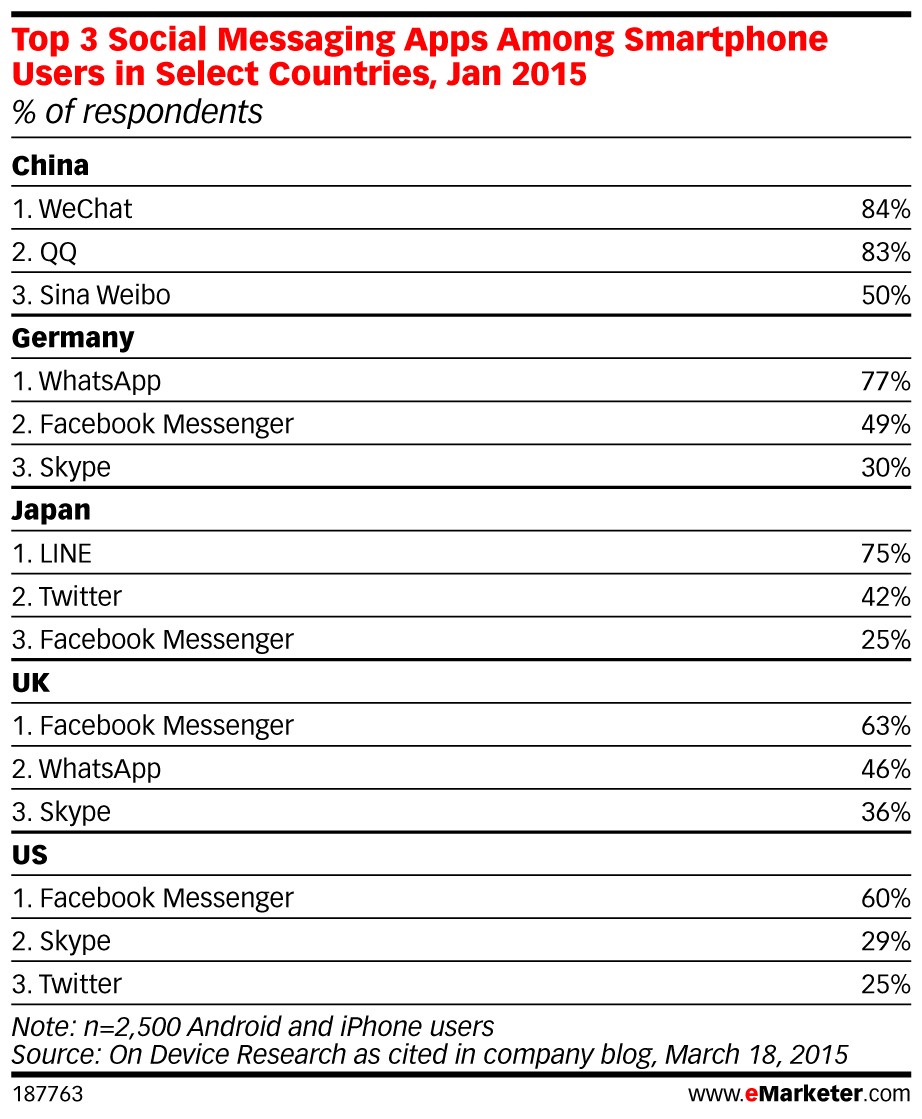 Top 3 Social Messaging Apps Among Smartphone
Users in Select Countries, Jan 2015
% of respondents
China
1. WeChat 84%
2. QQ 83%
3. Sina Weibo 50%
Germany
1. WhatsApp 77%
2. Facebook Messenger 49%
3. Skype 30%
Japan
1. LINE 75%
2. Twitter 42%
3. Facebook Messenger 25%
UK
1. Facebook Messenger 63%
2. WhatsApp 46%
3. Skype 36%
US
1. Facebook Messenger 60%
2. Skype 29%
3. Twitter 25%
Note: n=2,500 Android and iPhone users
Source: On Device Research as cited in company blog, March 18, 2015
187763 www.eMarketer.com